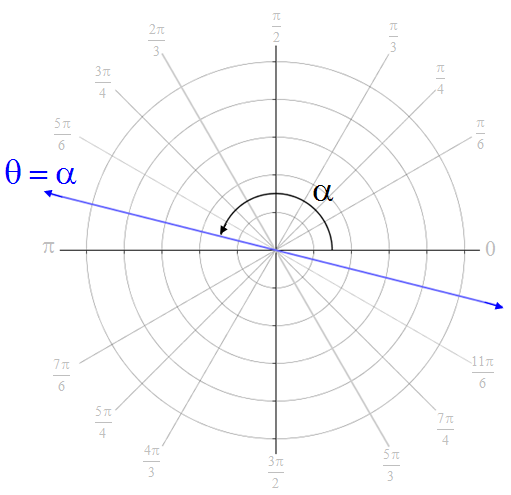 π/2
2π/3
π/3
3π/4
π/4
5π/6
π/6
θ = α
α
π
0
7π/6
11π/6
5π/4
7π/4
4π/3
3π/2
5π/3